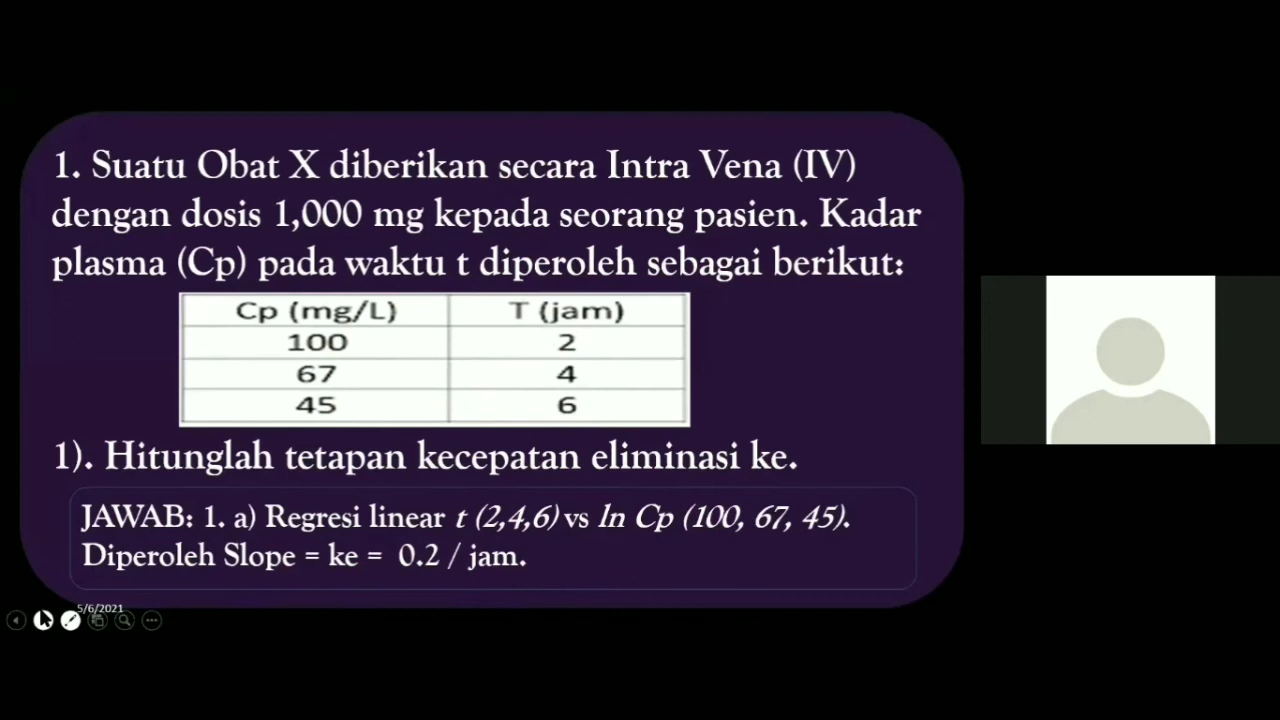 1. Suatu Obat X diberikan secara Intra Vena (IV)
dengan dosis 1,000 mg kepada seorang pasien. Kadar
plasma (Cp) pada waktu t diperoleh sebagai berikut:
Cp (mg/L) T (jam)
100 2
67 4
45 6
1). Hitunglah tetapan kecepatan eliminasi ke.
JAWAB: 1. a) Regresi linear t (2,4,6) vs ln Cp (100, 67, 45).
Diperoleh Slope = ke = 0.2 / jam.
5/6/2021